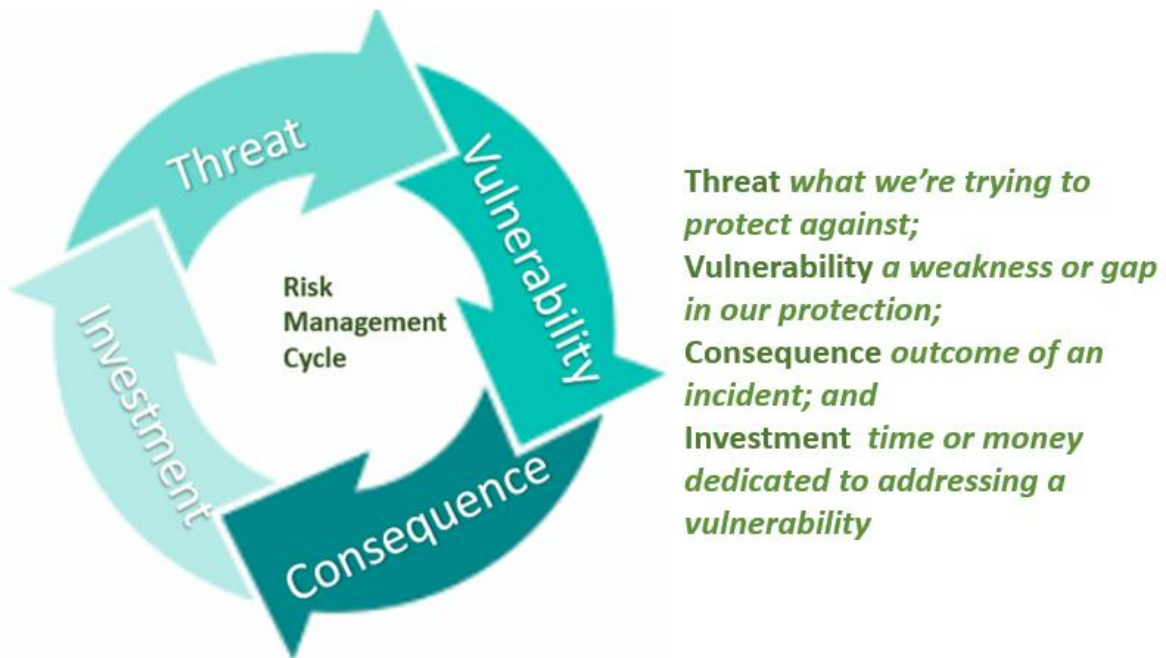 Threat
Vulnerability
Consequence
Investment
Risk
Management
Cycle
Threat what we're trying to
protect against;
Vulnerability a weakness or gap
in our protection;
Consequence outcome of an
incident; and
Investment time or money
dedicated to addressing a
vulnerability